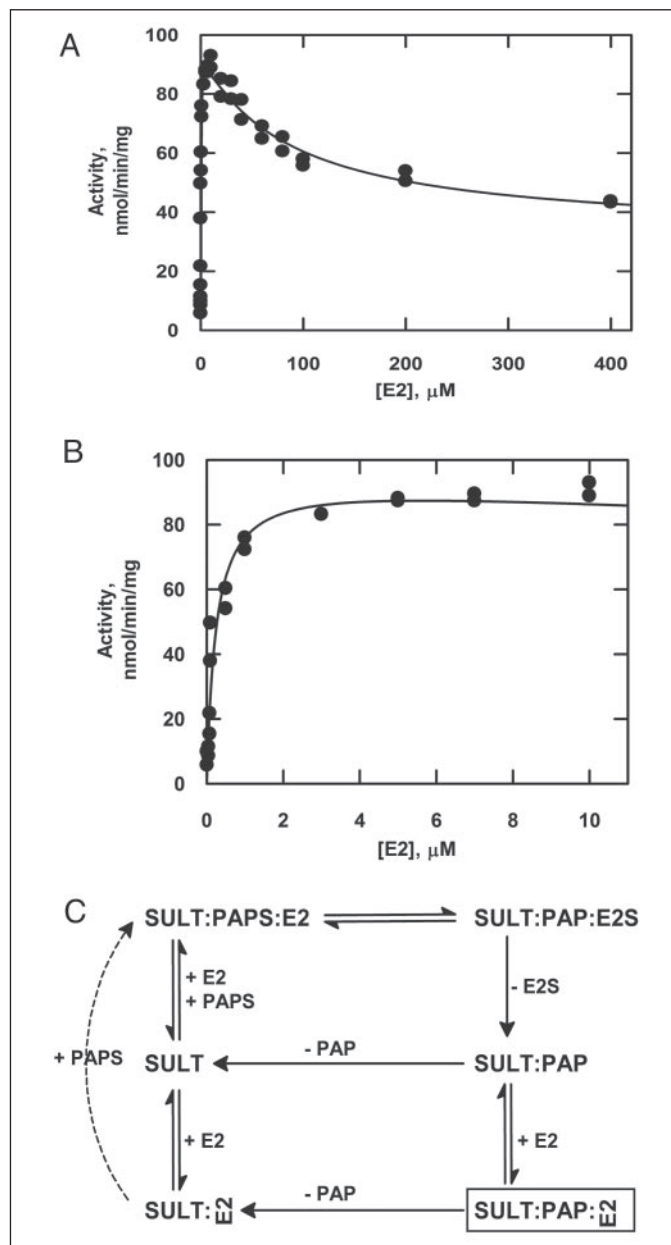 A
100
80
60
40
20
0
Activity,
nmol/min/mg
0 100 200 300 400
[E2], μM
B
100
80
60
40
20
0
Activity,
nmol/min/mg
0 2 4 6 8 10
[E2], μM
C
SULT:PAPS:E2 SULT:PAP:E2S
+ E2
+ PAPS
- E2S
+ PAPS
SULT - PAP SULT:PAP
+ E2 + E2
SULT:E2 - PAP SULT:PAP:E2